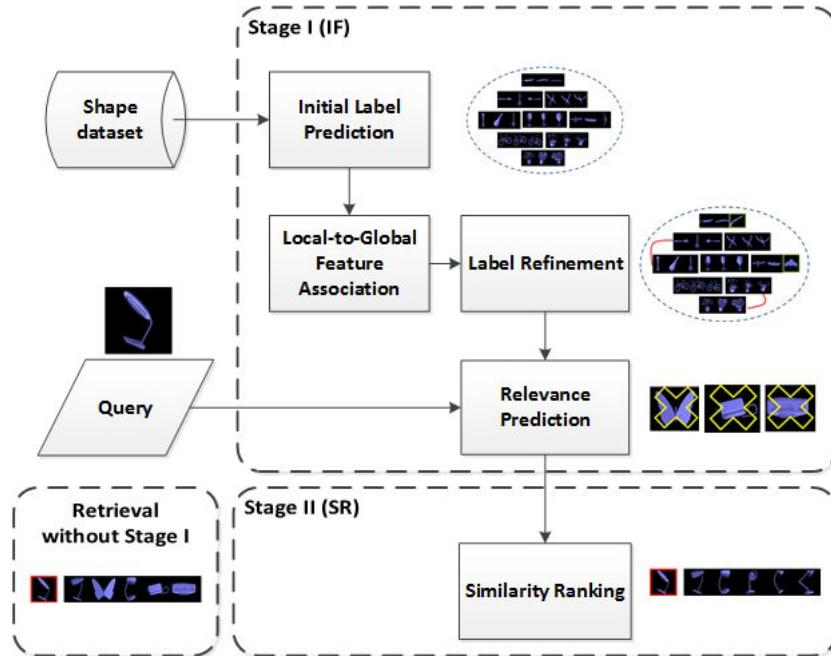 Stage I (IF)
Shape
dataset
Initial Label
Prediction
Local-to-Global
Feature
Association
Label Refinement
Query
Relevance
Prediction
Retrieval
without Stage I
Stage II (SR)
Similarity
Ranking